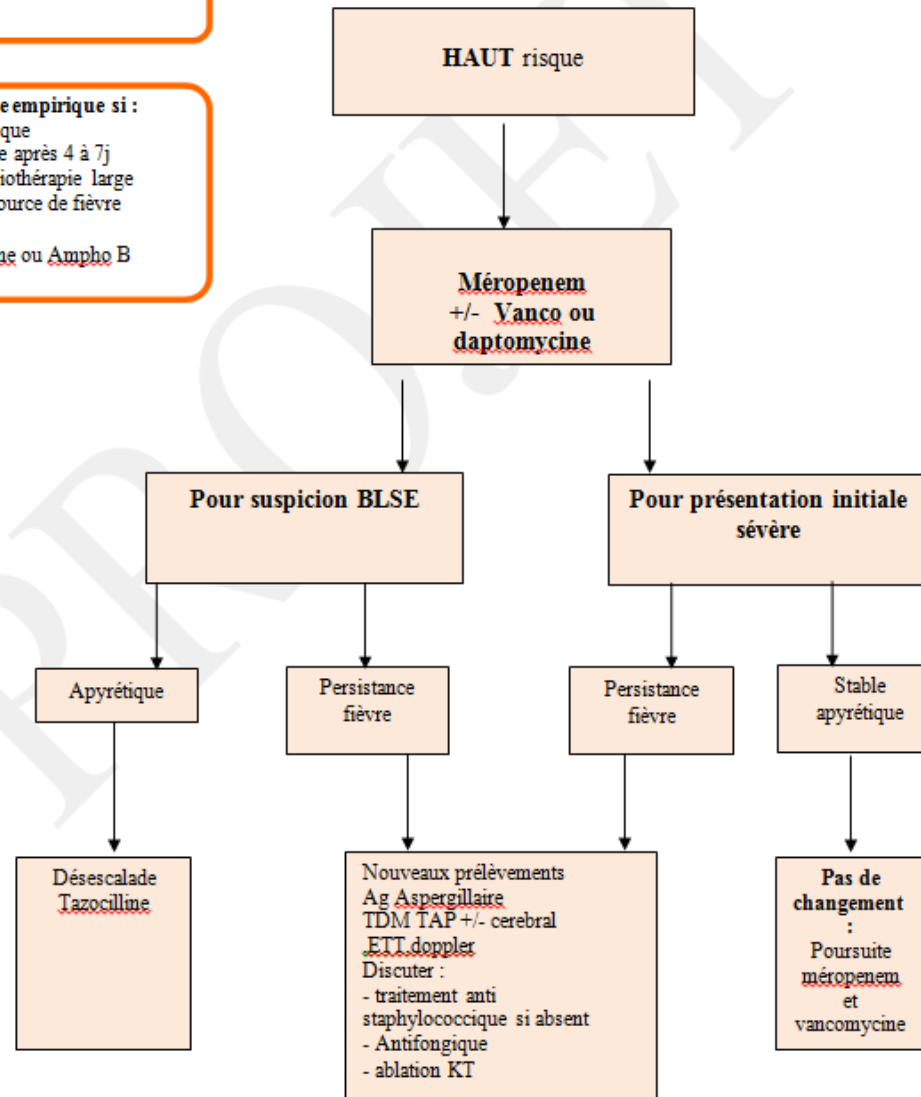 HAUT risque
e empirique si :
que
e après 4 à 7j
iothérapie large
ource de fièvre
ne ou Ampho B
Méropenem
+/- Vanco ou
daptomycine
Pour suspicion BLSE
Pour présentation initiale
sévère
Apyrétique
Persistance
fièvre
Persistance
fièvre
Stable
apyrétique
Désescalade
Tazocilline
Nouveaux prélèvements
Ag Aspergillaire
TDM TAP +/- cerebral
.ETT.doppler
Discuter :
- traitement anti
staphylococcique si absent
- Antifongique
- ablation KT
Pas de
changement
:
Poursuite
méropenem
et
vancomycine
PROJET